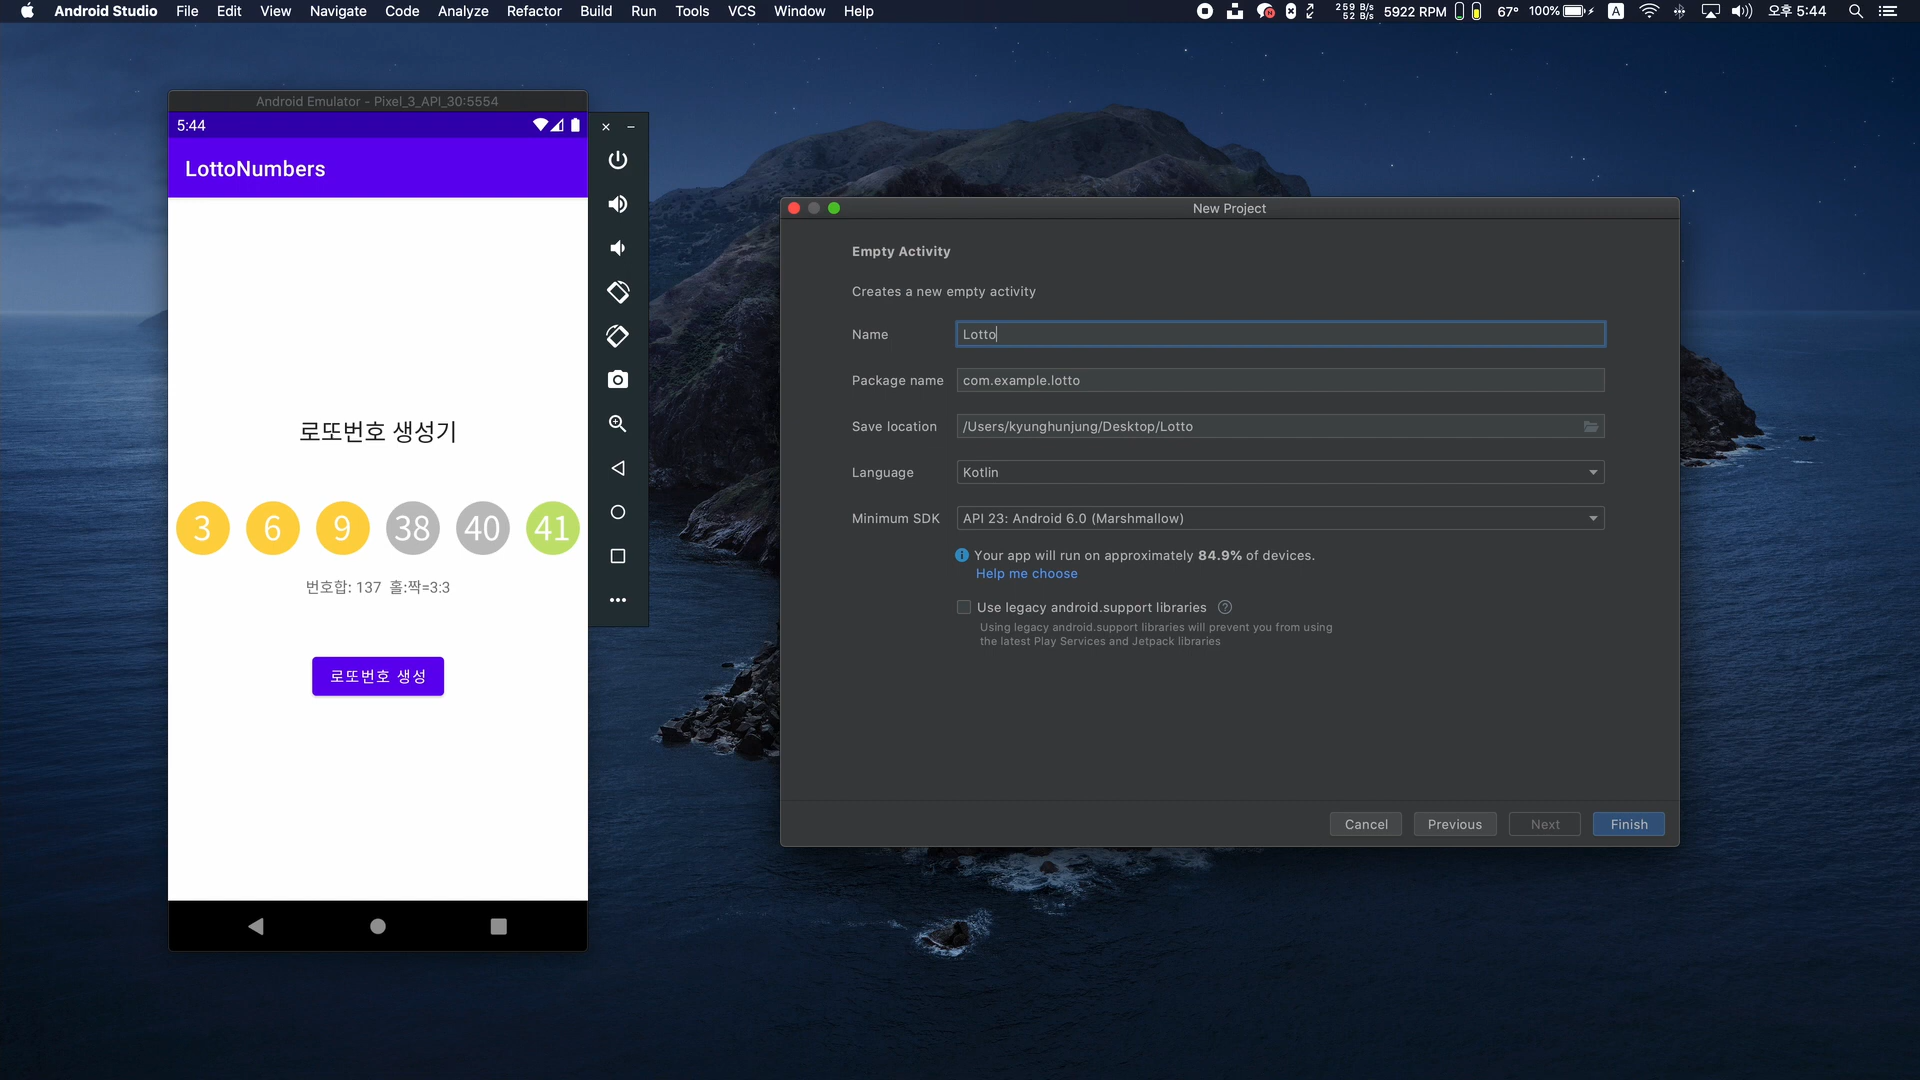 Android Studio File Edit View Navigate Code Analyze Refactor Build Run Tools VCS Window Help
259 B/s
52 B/s
5922 RPM 67° 100% A 오후 5:44
Android Emulator - Pixel_3_API_30:5554
5:44
LottoNumbers
로또번호 생성기
3 6 9 38 40 41
번호합: 137 홀:짝=3:3
로또번호 생성
New Project
Empty Activity
Creates a new empty activity
Name Lotto
Package name com.example.lotto
Save location /Users/kyunghunjung/Desktop/Lotto
Language Kotlin
Minimum SDK API 23: Android 6.0 (Marshmallow)
Your app will run on approximately 84.9% of devices.
Help me choose
Use legacy android.support libraries ?
Using legacy android.support libraries will prevent you from using
the latest Play Services and Jetpack libraries
Cancel Previous Next Finish